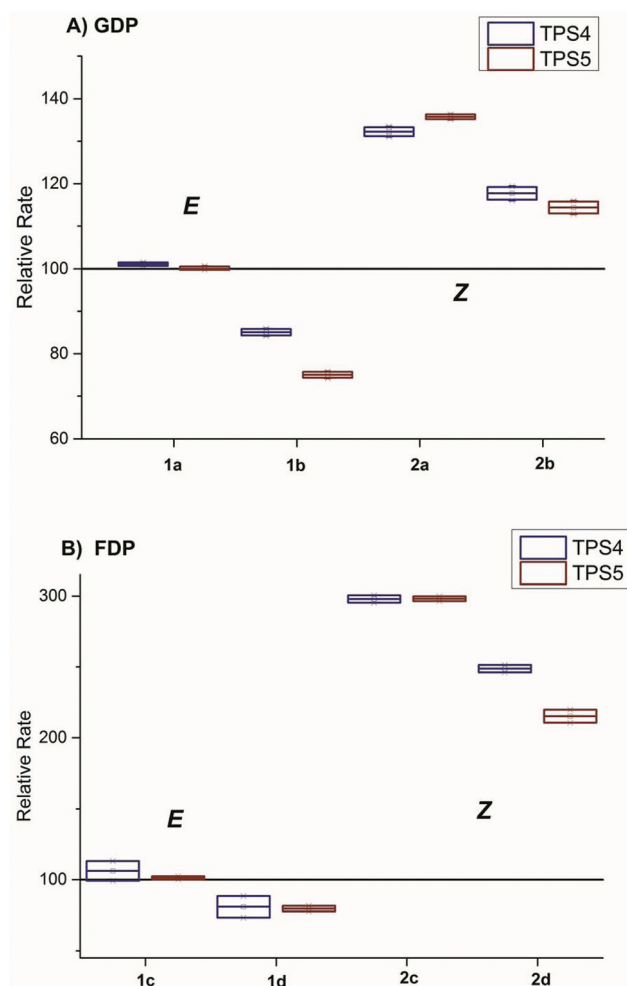 A) GDP
TPS4
TPS5
Relative Rate
140
120
100
80
60
E
Z
1a
1b
2a
2b
B) FDP
TPS4
TPS5
Relative Rate
300
200
100
E
Z
1c
1d
2c
2d